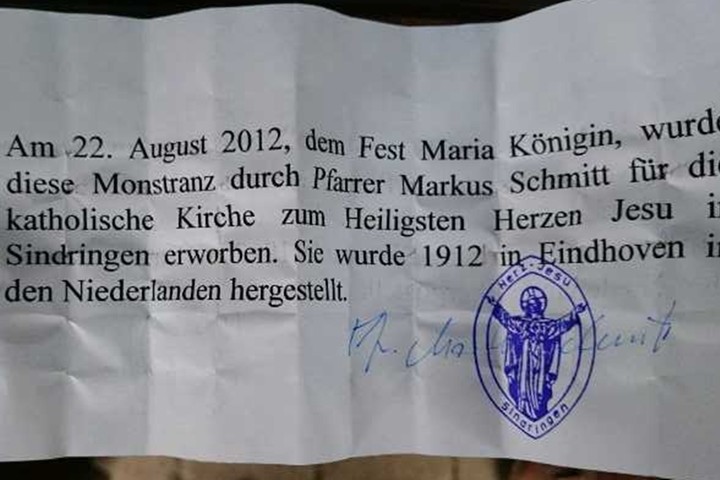 Am 22. August 2012, dem Fest Maria Königin, wurde
diese Monstranz durch Pfarrer Markus Schmitt für die
katholische Kirche zum Heiligsten Herzen Jesu i
Sindringen erworben. Sie wurde 1912 in Eindhoven i
den Niederlanden hergestellt.
Herz-Jesu
Sindringen